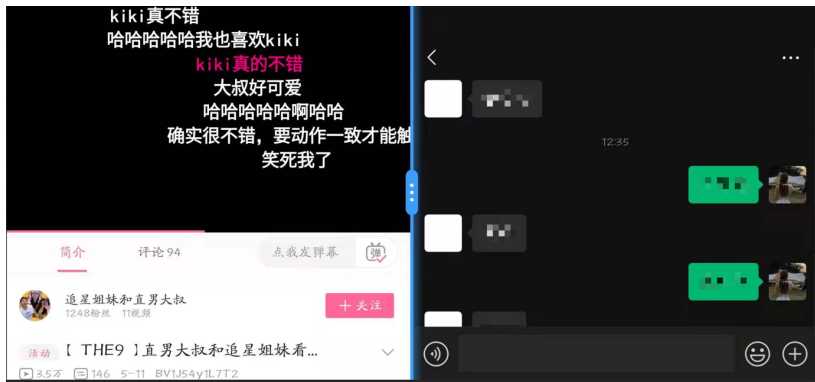 kiki真不错
哈哈哈哈哈我也喜欢kiki
kiki真的不错
大叔好可爱
哈哈哈哈哈啊哈哈
确实很不错，要动作一致才能触
笑死我了
12:35
简介
评论 94
点我发弹幕
弹
追星姐妹和直男大叔
1248粉丝 11视频
+ 关注
活动 【 THE9 】直男大叔和追星姐妹看...
3.5万 146 5-11 BV1J54y1L7T2